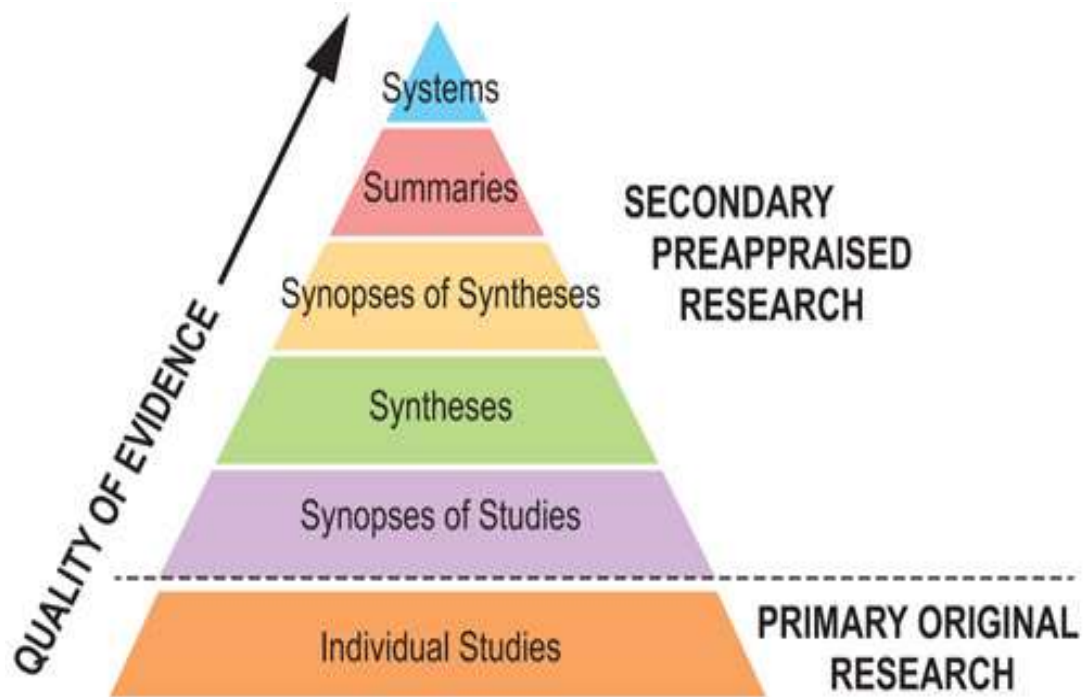 Systems
Summaries
Synopses of Syntheses
Syntheses
Synopses of Studies
Individual Studies
QUALITY OF EVIDENCE
SECONDARY
PREAPPRAISED
RESEARCH
PRIMARY ORIGINAL
RESEARCH